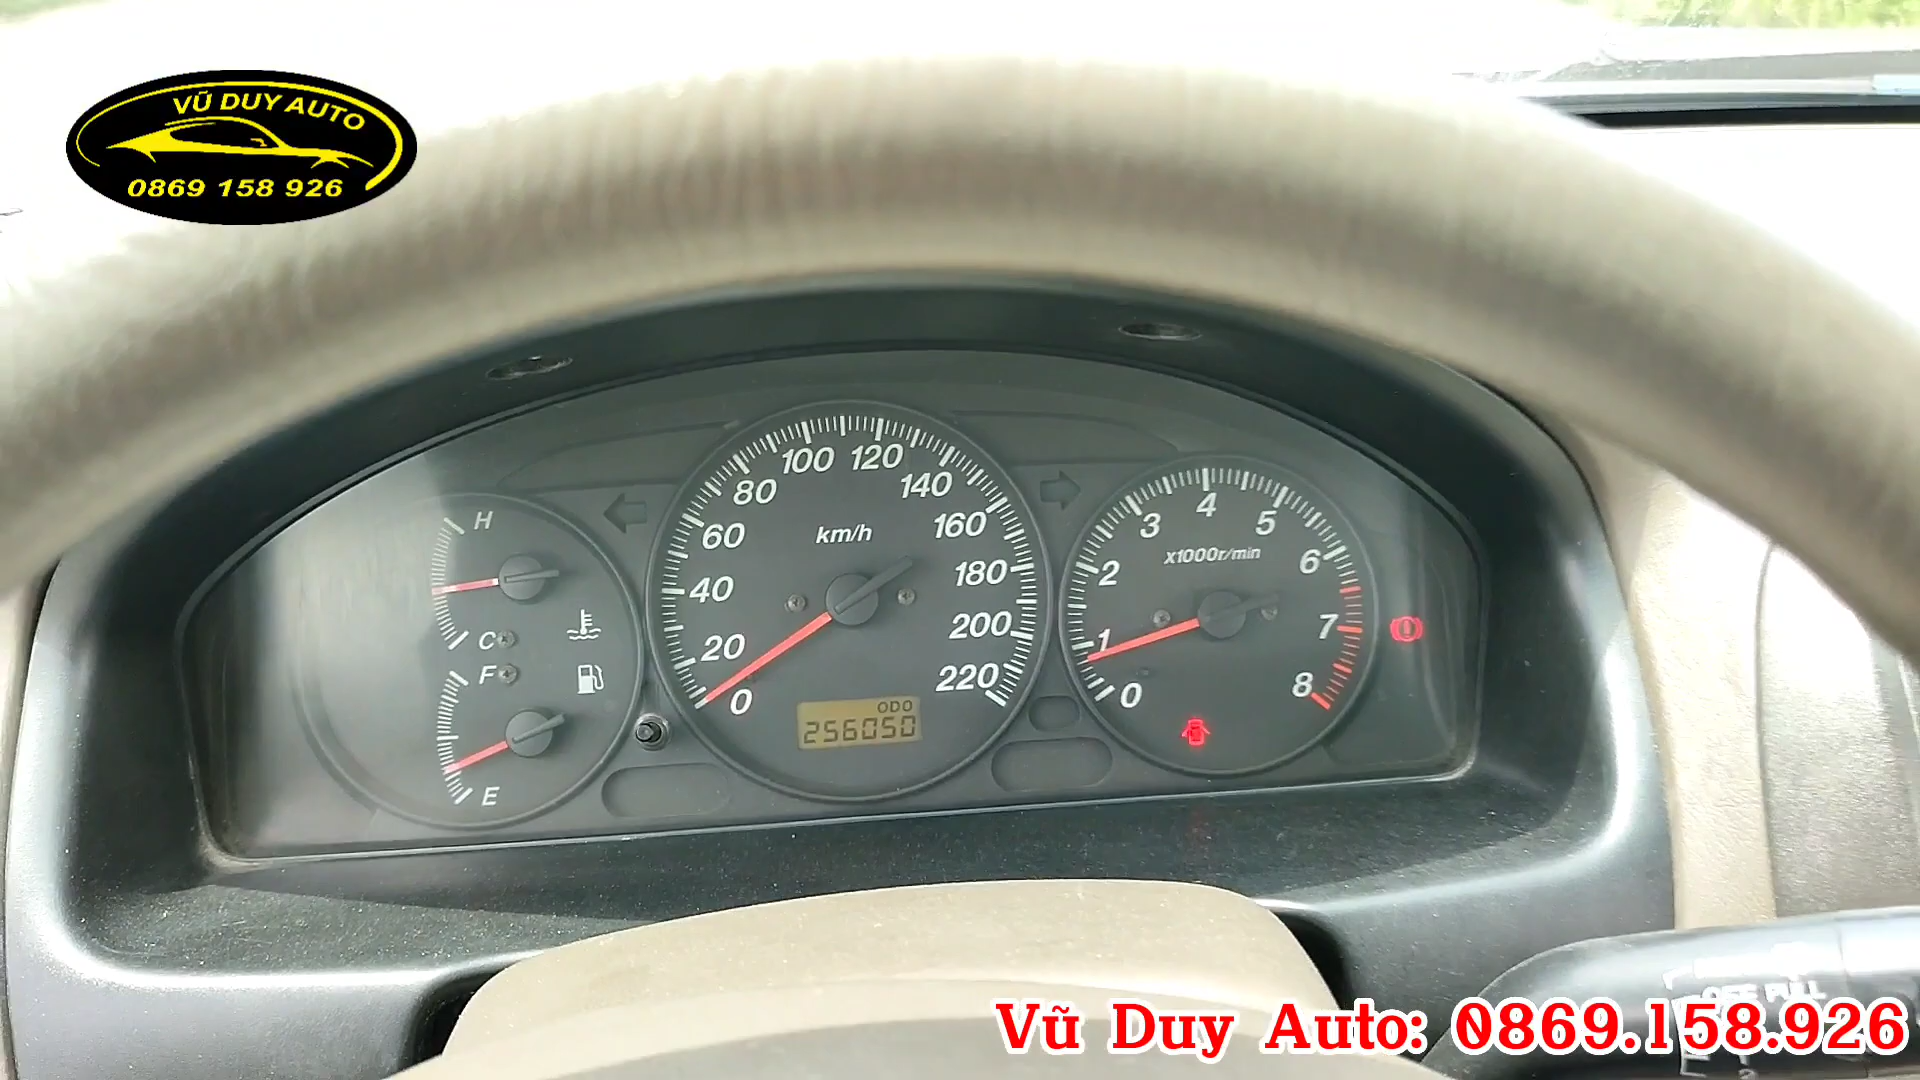 VŨ DUY AUTO
0869 158 926
H
C
F
E
km/h
0
20
40
60
80
100
120
140
160
180
200
220
ODO
256050
x1000r/min
0
1
2
3
4
5
6
7
8
OFF PULL
Vũ Duy Auto: 0869.158.926